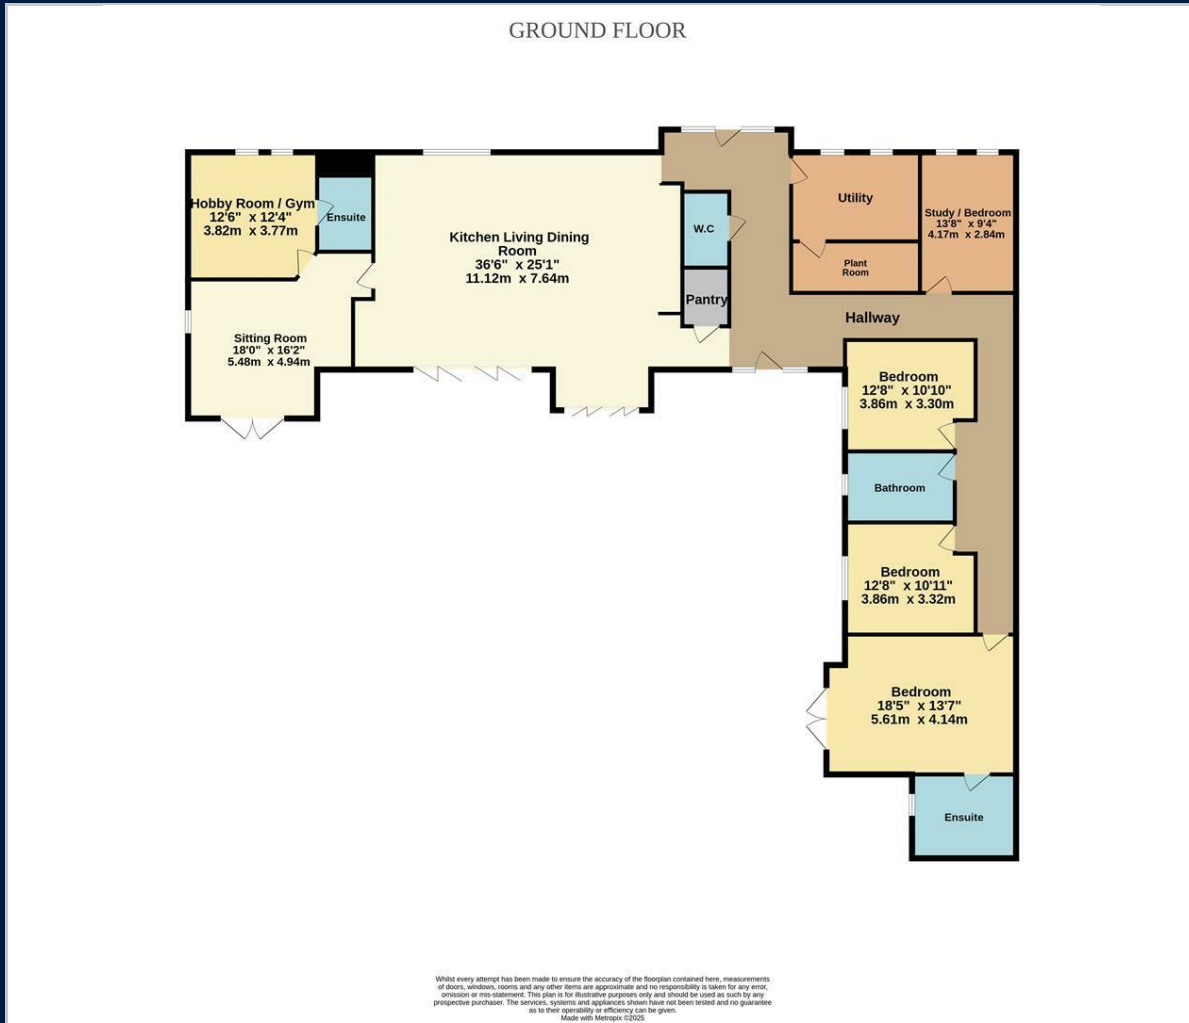 GROUND FLOOR
Hobby Room / Gym
12'6" x 12'4"
3.82m x 3.77m
Ensuite
Kitchen Living Dining
Room
36'6" x 25'1"
11.12m x 7.64m
W.C
Pantry
Utility
Plant
Room
Study / Bedroom
13'8" x 9'4"
4.17m x 2.84m
Hallway
Sitting Room
18'0" x 16'2"
5.48m x 4.94m
Bedroom
12'8" x 10'10"
3.86m x 3.30m
Bathroom
Bedroom
12'8" x 10'11"
3.86m x 3.32m
Bedroom
18'5" x 13'7"
5.61m x 4.14m
Ensuite
Whilst every attempt has been made to ensure the accuracy of the floorplan contained here, measurements
of doors, windows, rooms and any other items are approximate and no responsibility is taken for any error,
omission or mis-statement. This plan is for illustrative purposes only and should be used as such by any
prospective purchaser. The services, systems and appliances shown have not been tested and no guarantee
as to their operability or efficiency can be given.
Made with Metropix ©2025